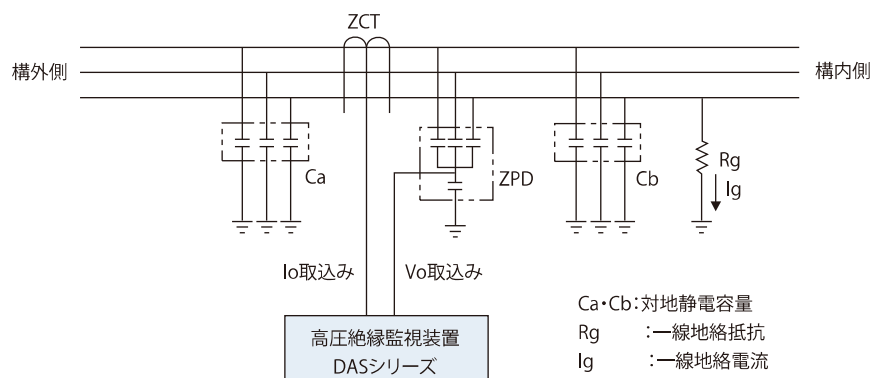 ZCT
構外側
構内側
Ca
ZPD
Cb
Rg
Ig
Io取込み
Vo取込み
高圧絶縁監視装置
DASシリーズ
Ca・Cb：対地静電容量
Rg ：一線地絡抵抗
Ig ：一線地絡電流